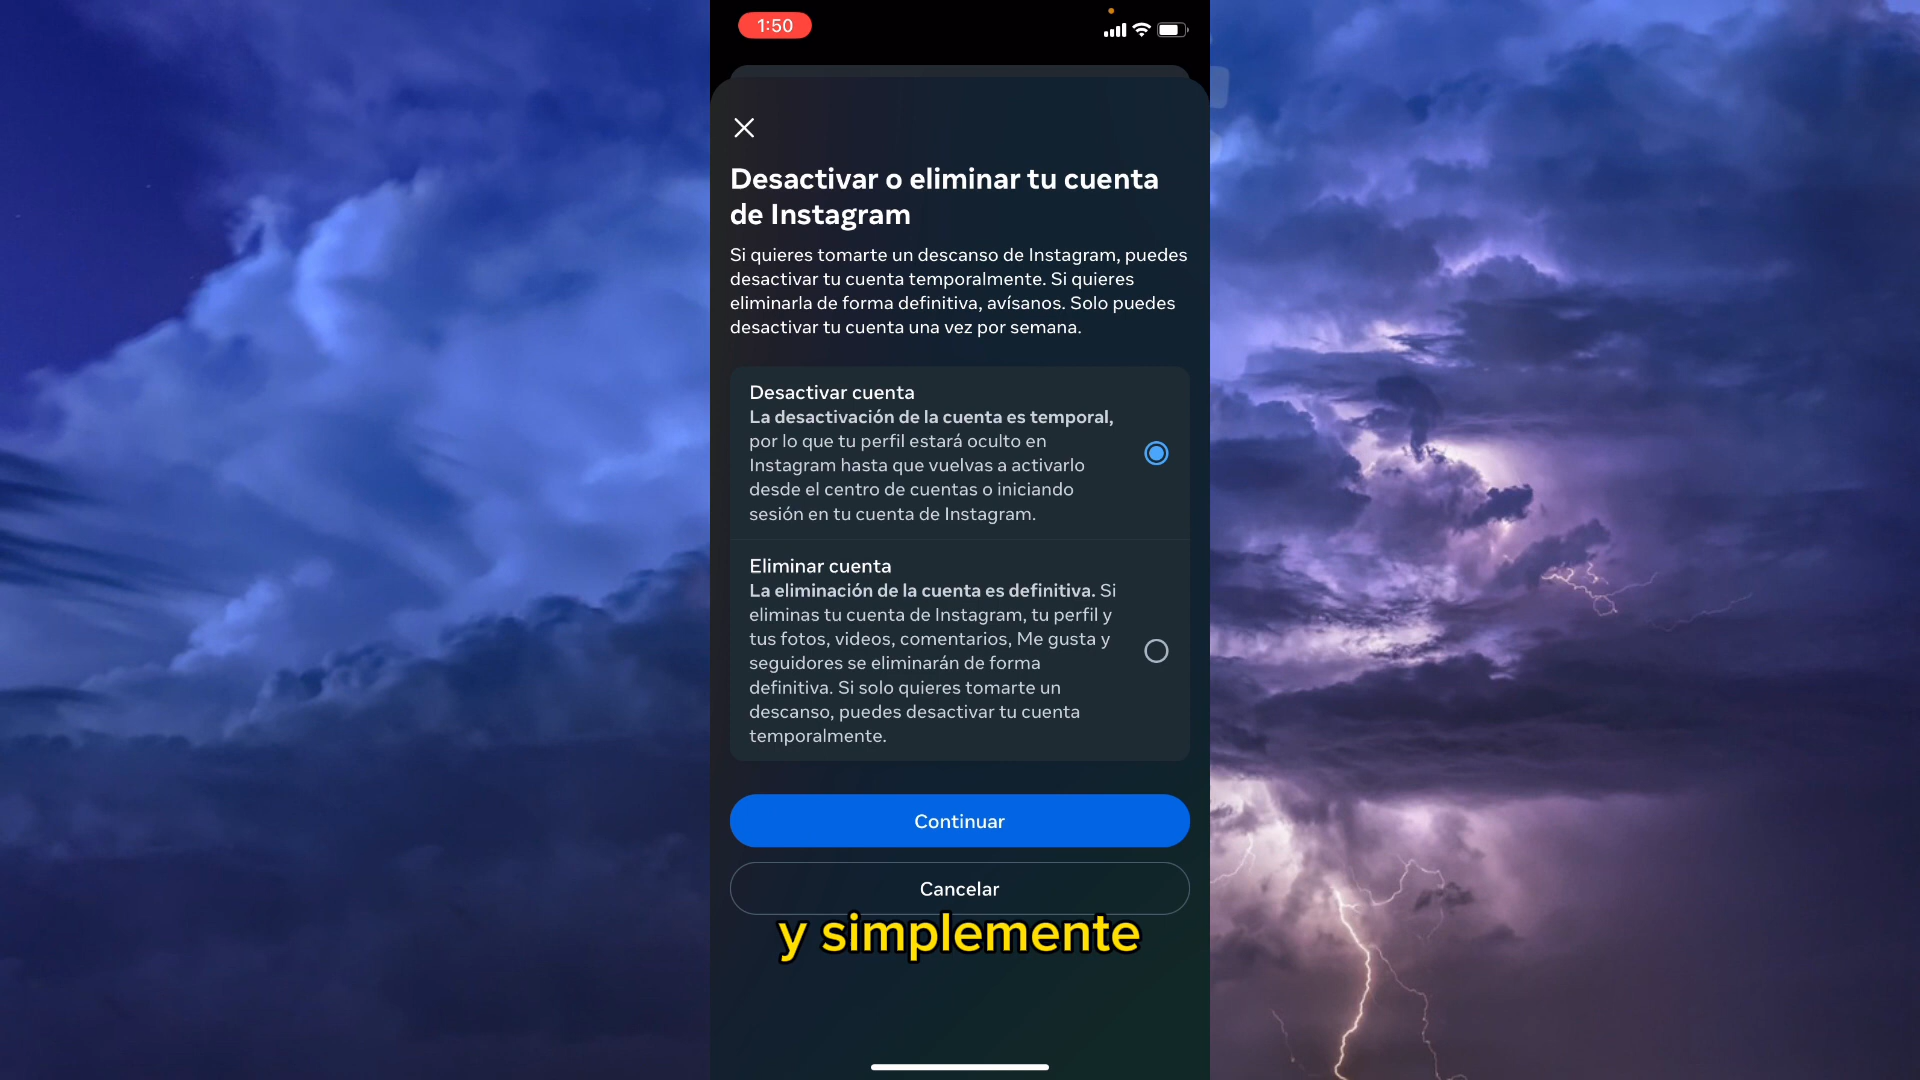 1:50
Desactivar o eliminar tu cuenta
de Instagram
Si quieres tomarte un descanso de Instagram, puedes
desactivar tu cuenta temporalmente. Si quieres
eliminarla de forma definitiva, avísanos. Solo puedes
desactivar tu cuenta una vez por semana.
Desactivar cuenta
La desactivación de la cuenta es temporal,
por lo que tu perfil estará oculto en
Instagram hasta que vuelvas a activarlo
desde el centro de cuentas o iniciando
sesión en tu cuenta de Instagram.
Eliminar cuenta
La eliminación de la cuenta es definitiva. Si
eliminas tu cuenta de Instagram, tu perfil y
tus fotos, videos, comentarios, Me gusta y
seguidores se eliminarán de forma
definitiva. Si solo quieres tomarte un
descanso, puedes desactivar tu cuenta
temporalmente.
Continuar
Cancelar
y simplemente